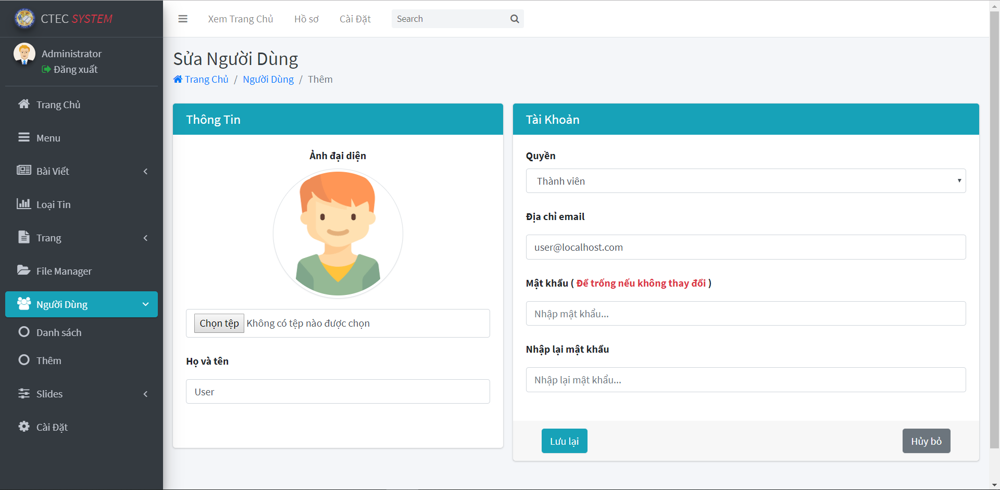 CTEC SYSTEM
Administrator
Đăng xuất
Trang Chủ
Menu
Bài Viết
Loại Tin
Trang
File Manager
Người Dùng
Danh sách
Thêm
Slides
Cài Đặt
Xem Trang Chủ
Hồ sơ
Cài Đặt
Search
Sửa Người Dùng
Trang Chủ / Người Dùng / Thêm
Thông Tin
Ảnh đại diện
Chọn tệp Không có tệp nào được chọn
Họ và tên
User
Tài Khoản
Quyền
Thành viên
Địa chỉ email
user@localhost.com
Mật khẩu ( Để trống nếu không thay đổi )
Nhập mật khẩu...
Nhập lại mật khẩu
Nhập lại mật khẩu...
Lưu lại
Hủy bỏ